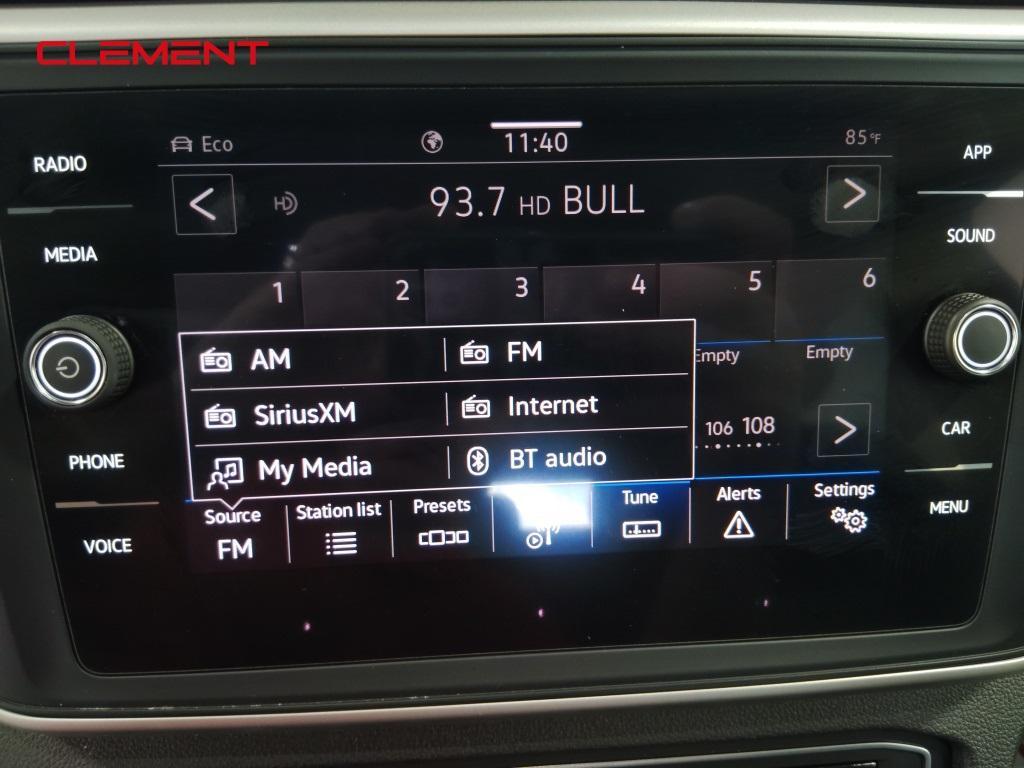 CLEMENT
Eco
11:40
85°F
RADIO
APP
93.7 HD BULL
HD
MEDIA
SOUND
1 2 3 4 5 6
AM
FM
Empty
Empty
SiriusXM
Internet
106 108
CAR
PHONE
My Media
BT audio
Source
Station list
Presets
Tune
Alerts
Settings
MENU
FM
VOICE